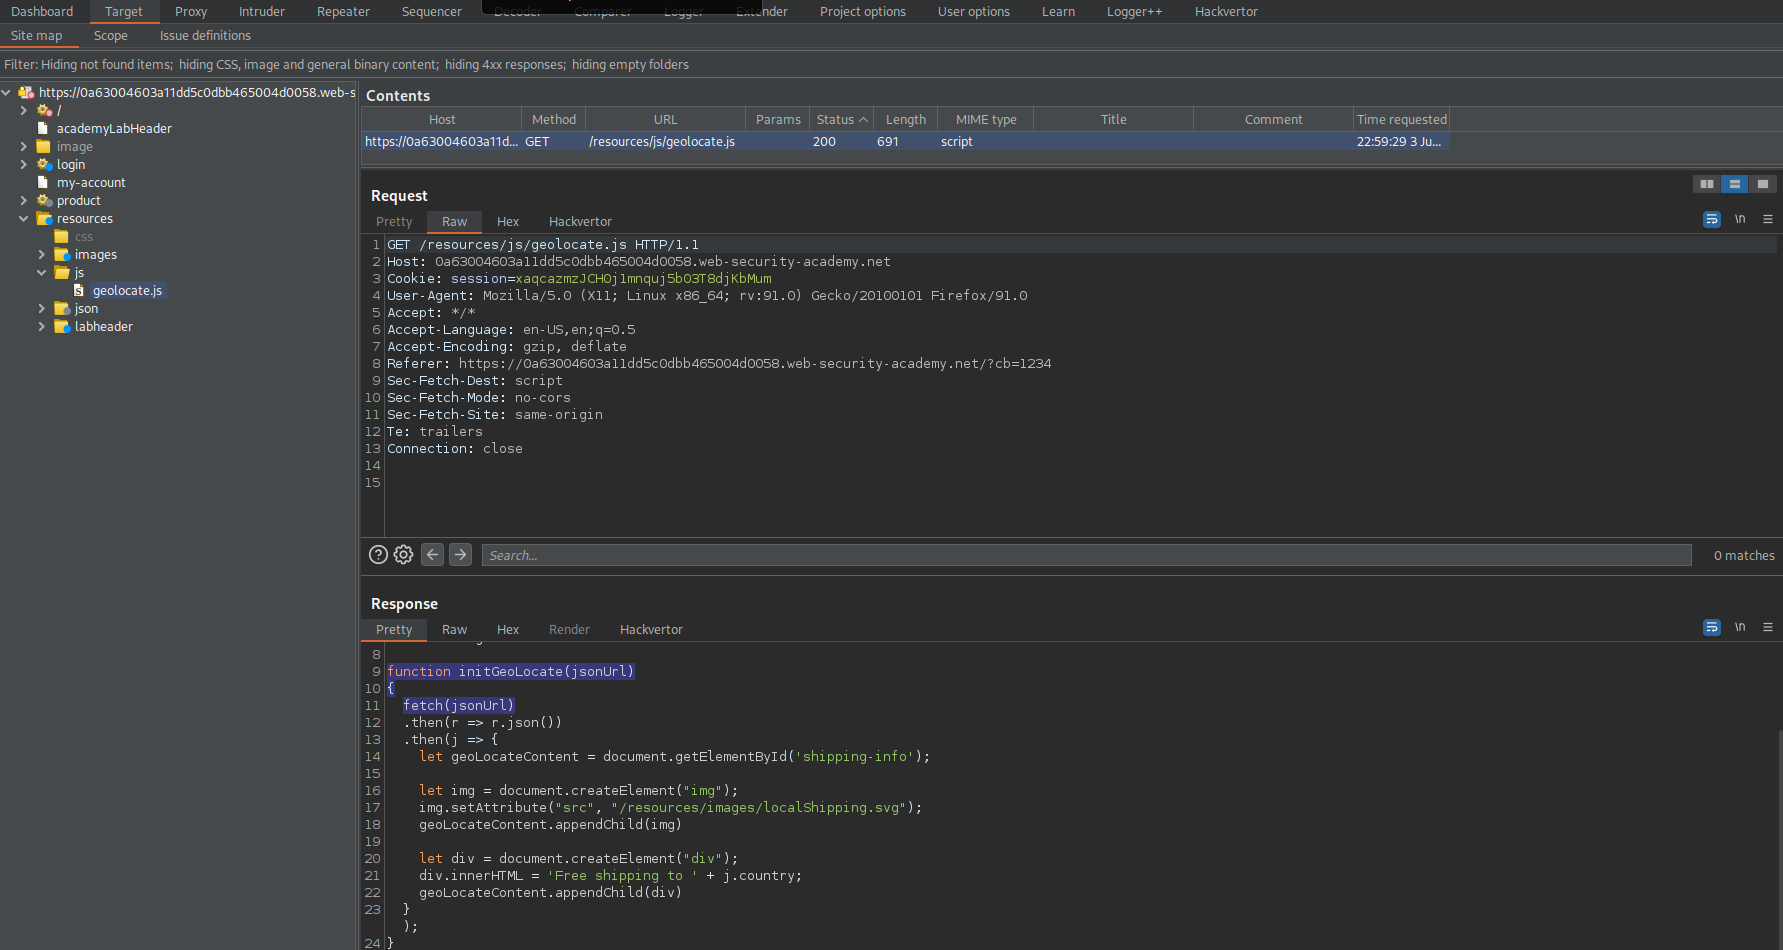 Dashboard Target Proxy Intruder Repeater Sequencer Decoder Comparer Logger Extender Project options User options Learn Logger++ Hackvertor
Site map Scope Issue definitions
Filter: Hiding not found items; hiding CSS, image and general binary content; hiding 4xx responses; hiding empty folders
https://0a63004603a11dd5c0dbb465004d0058.web-s
/
academyLabHeader
image
login
my-account
product
resources
css
images
js
geolocate.js
json
labheader
Contents
Host Method URL Params Status Length MIME type Title Comment Time requested
https://0a63004603a11d... GET /resources/js/geolocate.js 200 691 script 22:59:29 3 Ju...
Request
Pretty Raw Hex Hackvertor \n
1 GET /resources/js/geolocate.js HTTP/1.1
2 Host: 0a63004603a11dd5c0dbb465004d0058.web-security-academy.net
3 Cookie: session=xaqcazmzJCH0j1mnquj5b03T8djKbMum
4 User-Agent: Mozilla/5.0 (X11; Linux x86_64; rv:91.0) Gecko/20100101 Firefox/91.0
5 Accept: */*
6 Accept-Language: en-US,en;q=0.5
7 Accept-Encoding: gzip, deflate
8 Referer: https://0a63004603a11dd5c0dbb465004d0058.web-security-academy.net/?cb=1234
9 Sec-Fetch-Dest: script
10 Sec-Fetch-Mode: no-cors
11 Sec-Fetch-Site: same-origin
12 Te: trailers
13 Connection: close
14
15
Search... 0 matches
Response
Pretty Raw Hex Render Hackvertor \n
8
9 function initGeoLocate(jsonUrl)
10 {
11 fetch(jsonUrl)
12 .then(r => r.json())
13 .then(j => {
14 let geoLocateContent = document.getElementById('shipping-info');
15
16 let img = document.createElement("img");
17 img.setAttribute("src", "/resources/images/localShipping.svg");
18 geoLocateContent.appendChild(img)
19
20 let div = document.createElement("div");
21 div.innerHTML = 'Free shipping to ' + j.country;
22 geoLocateContent.appendChild(div)
23 }
);
24 }